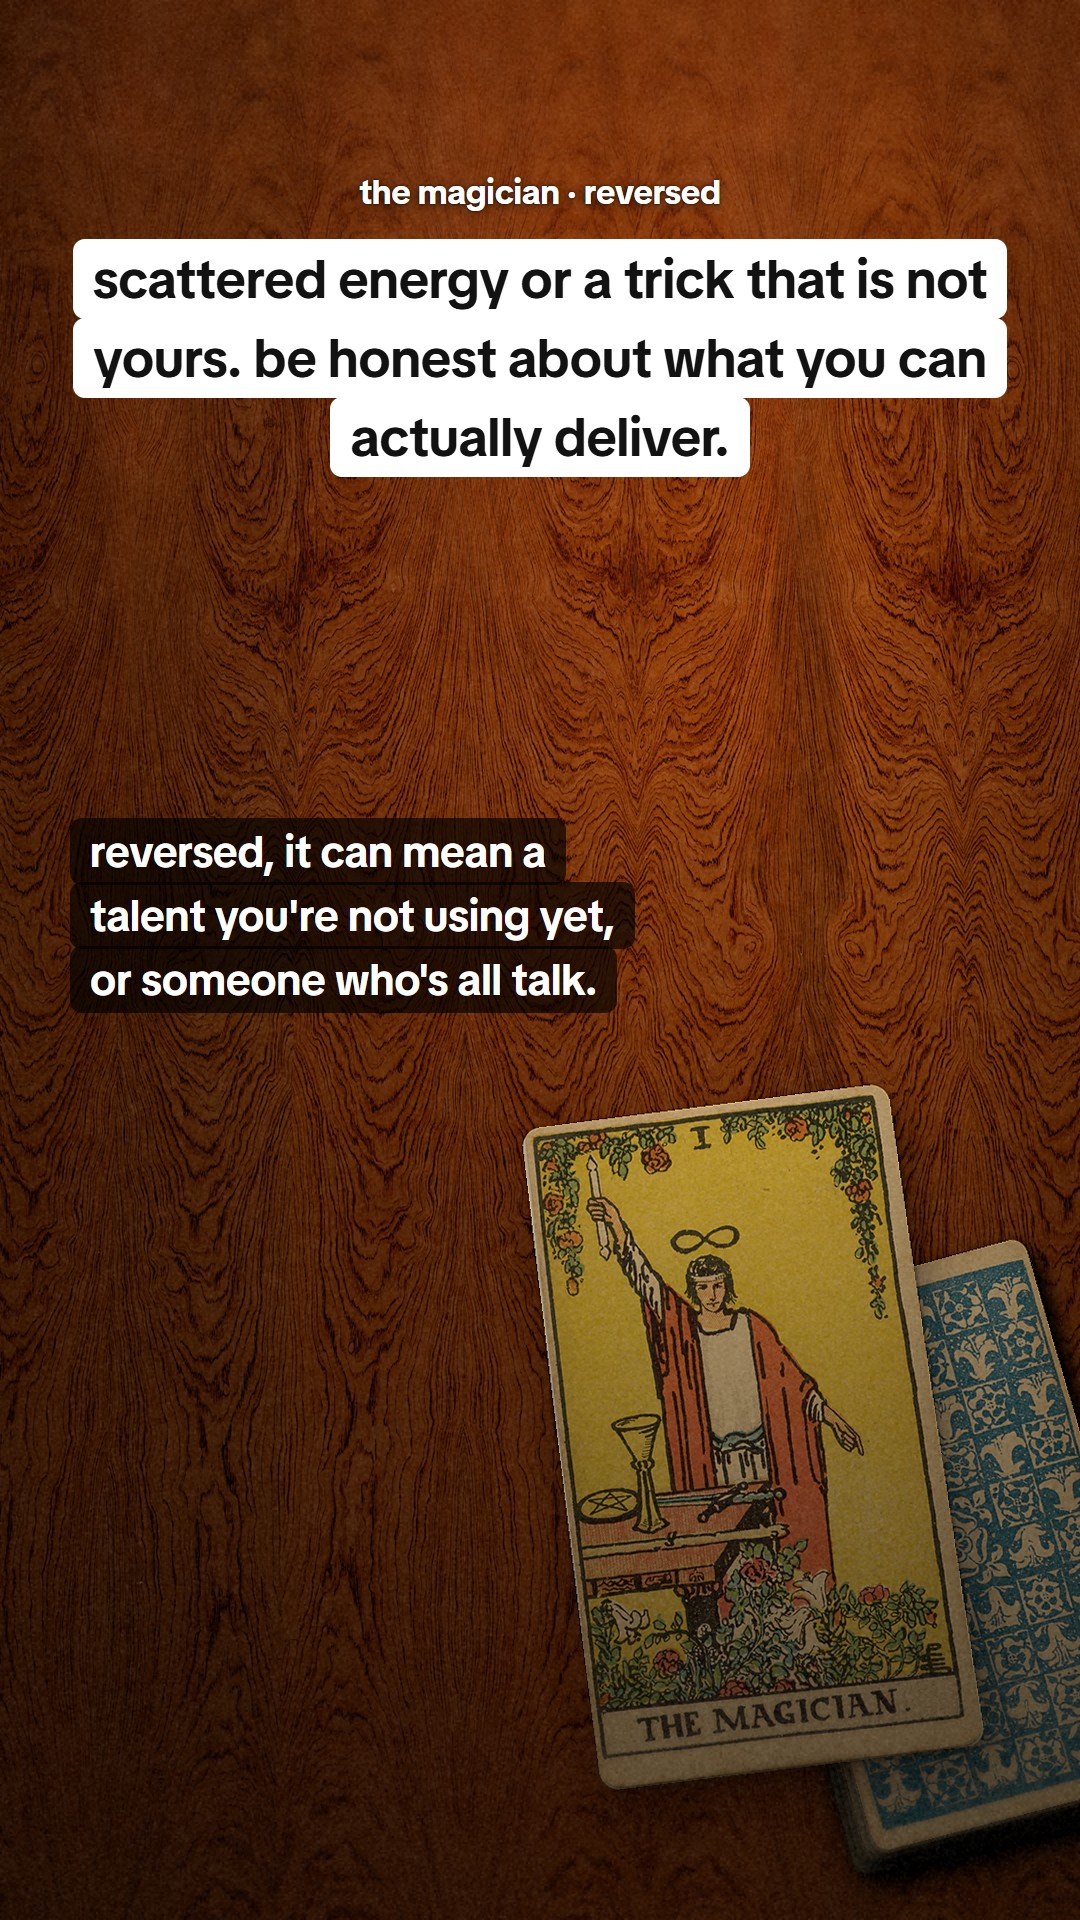 the magician · reversed
scattered energy or a trick that is not
yours. be honest about what you can
actually deliver.
reversed, it can mean a
talent you're not using yet,
or someone who's all talk.
I
THE MAGICIAN.